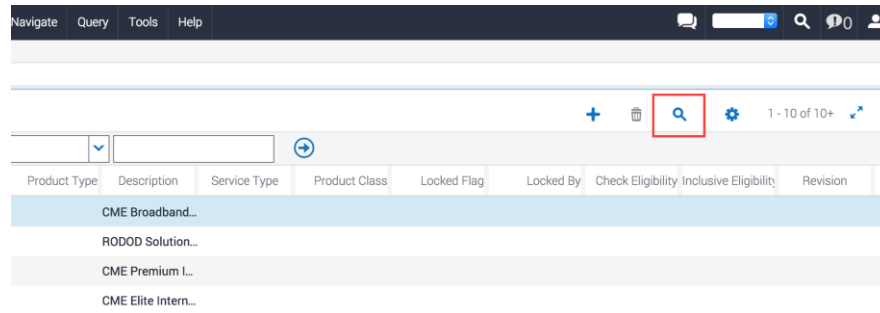 Navigate Query Tools Help 0
1 - 10 of 10+
Product Type Description Service Type Product Class Locked Flag Locked By Check Eligibility Inclusive Eligibility Revision
CME Broadband...
RODOD Solution...
CME Premium I...
CME Elite Intern...